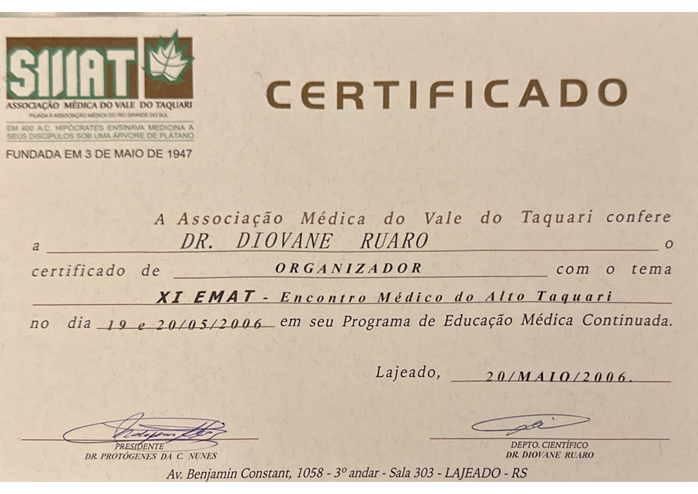 SMAT
ASSOCIAÇÃO MÉDICA DO VALE DO TAQUARI
FILIADA À ASSOCIAÇÃO MÉDICA DO RIO GRANDE DO SUL
EM 400 A.C. HIPÓCRATES ENSINAVA MEDICINA A
SEUS DISCÍPULOS SOB UMA ÁRVORE DE PLÁTANO
FUNDADA EM 3 DE MAIO DE 1947
CERTIFICADO
A Associação Médica do Vale do Taquari confere
a DR. DIOVANE RUARO o
certificado de ORGANIZADOR com o tema
XI EMAT - Encontro Médico do Alto Taquari
no dia 19 e 20/05/2006 em seu Programa de Educação Médica Continuada.
Lajeado, 20/MAIO/2006.
PRESIDENTE
DR. PROTÓGENES DA C. NUNES
DEPTO. CIENTÍFICO
DR. DIOVANE RUARO
Av. Benjamin Constant, 1058 - 3º andar - Sala 303 - LAJEADO - RS